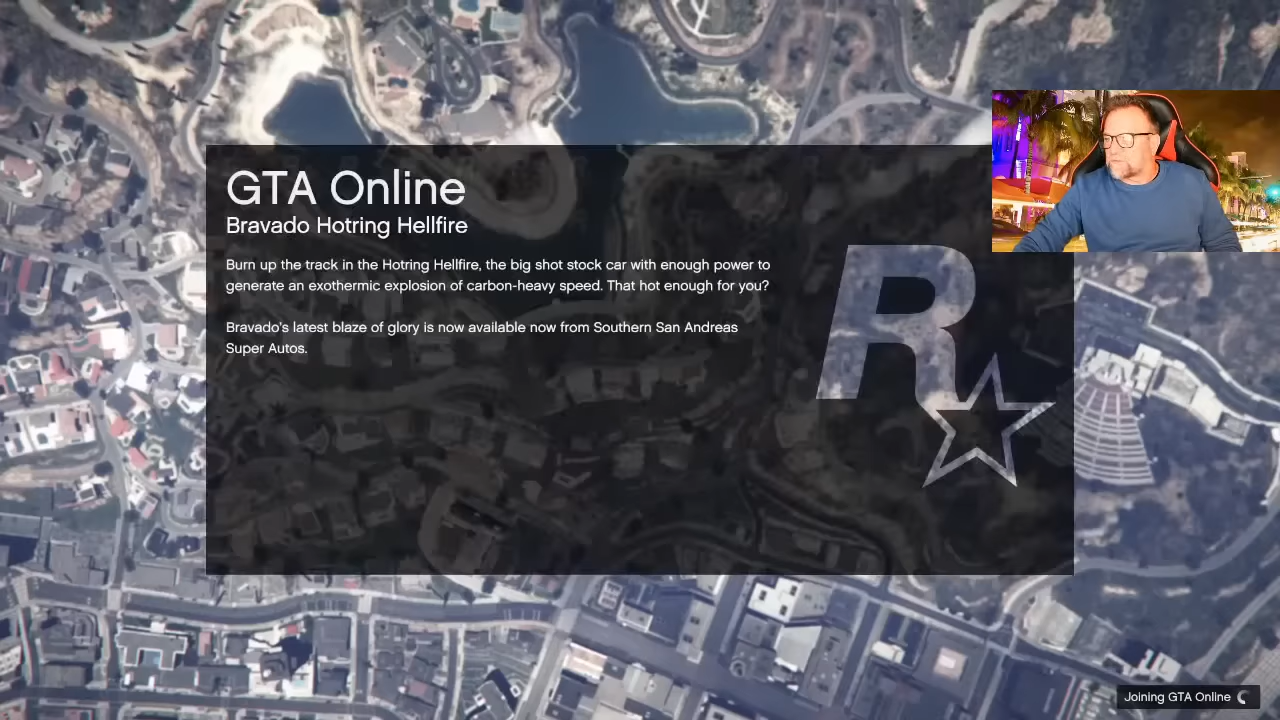 GTA Online
Bravado Hotring Hellfire
Burn up the track in the Hotring Hellfire, the big shot stock car with enough power to
generate an exothermic explosion of carbon-heavy speed. That hot enough for you?
Bravado's latest blaze of glory is now available now from Southern San Andreas
Super Autos.
R
Joining GTA Online